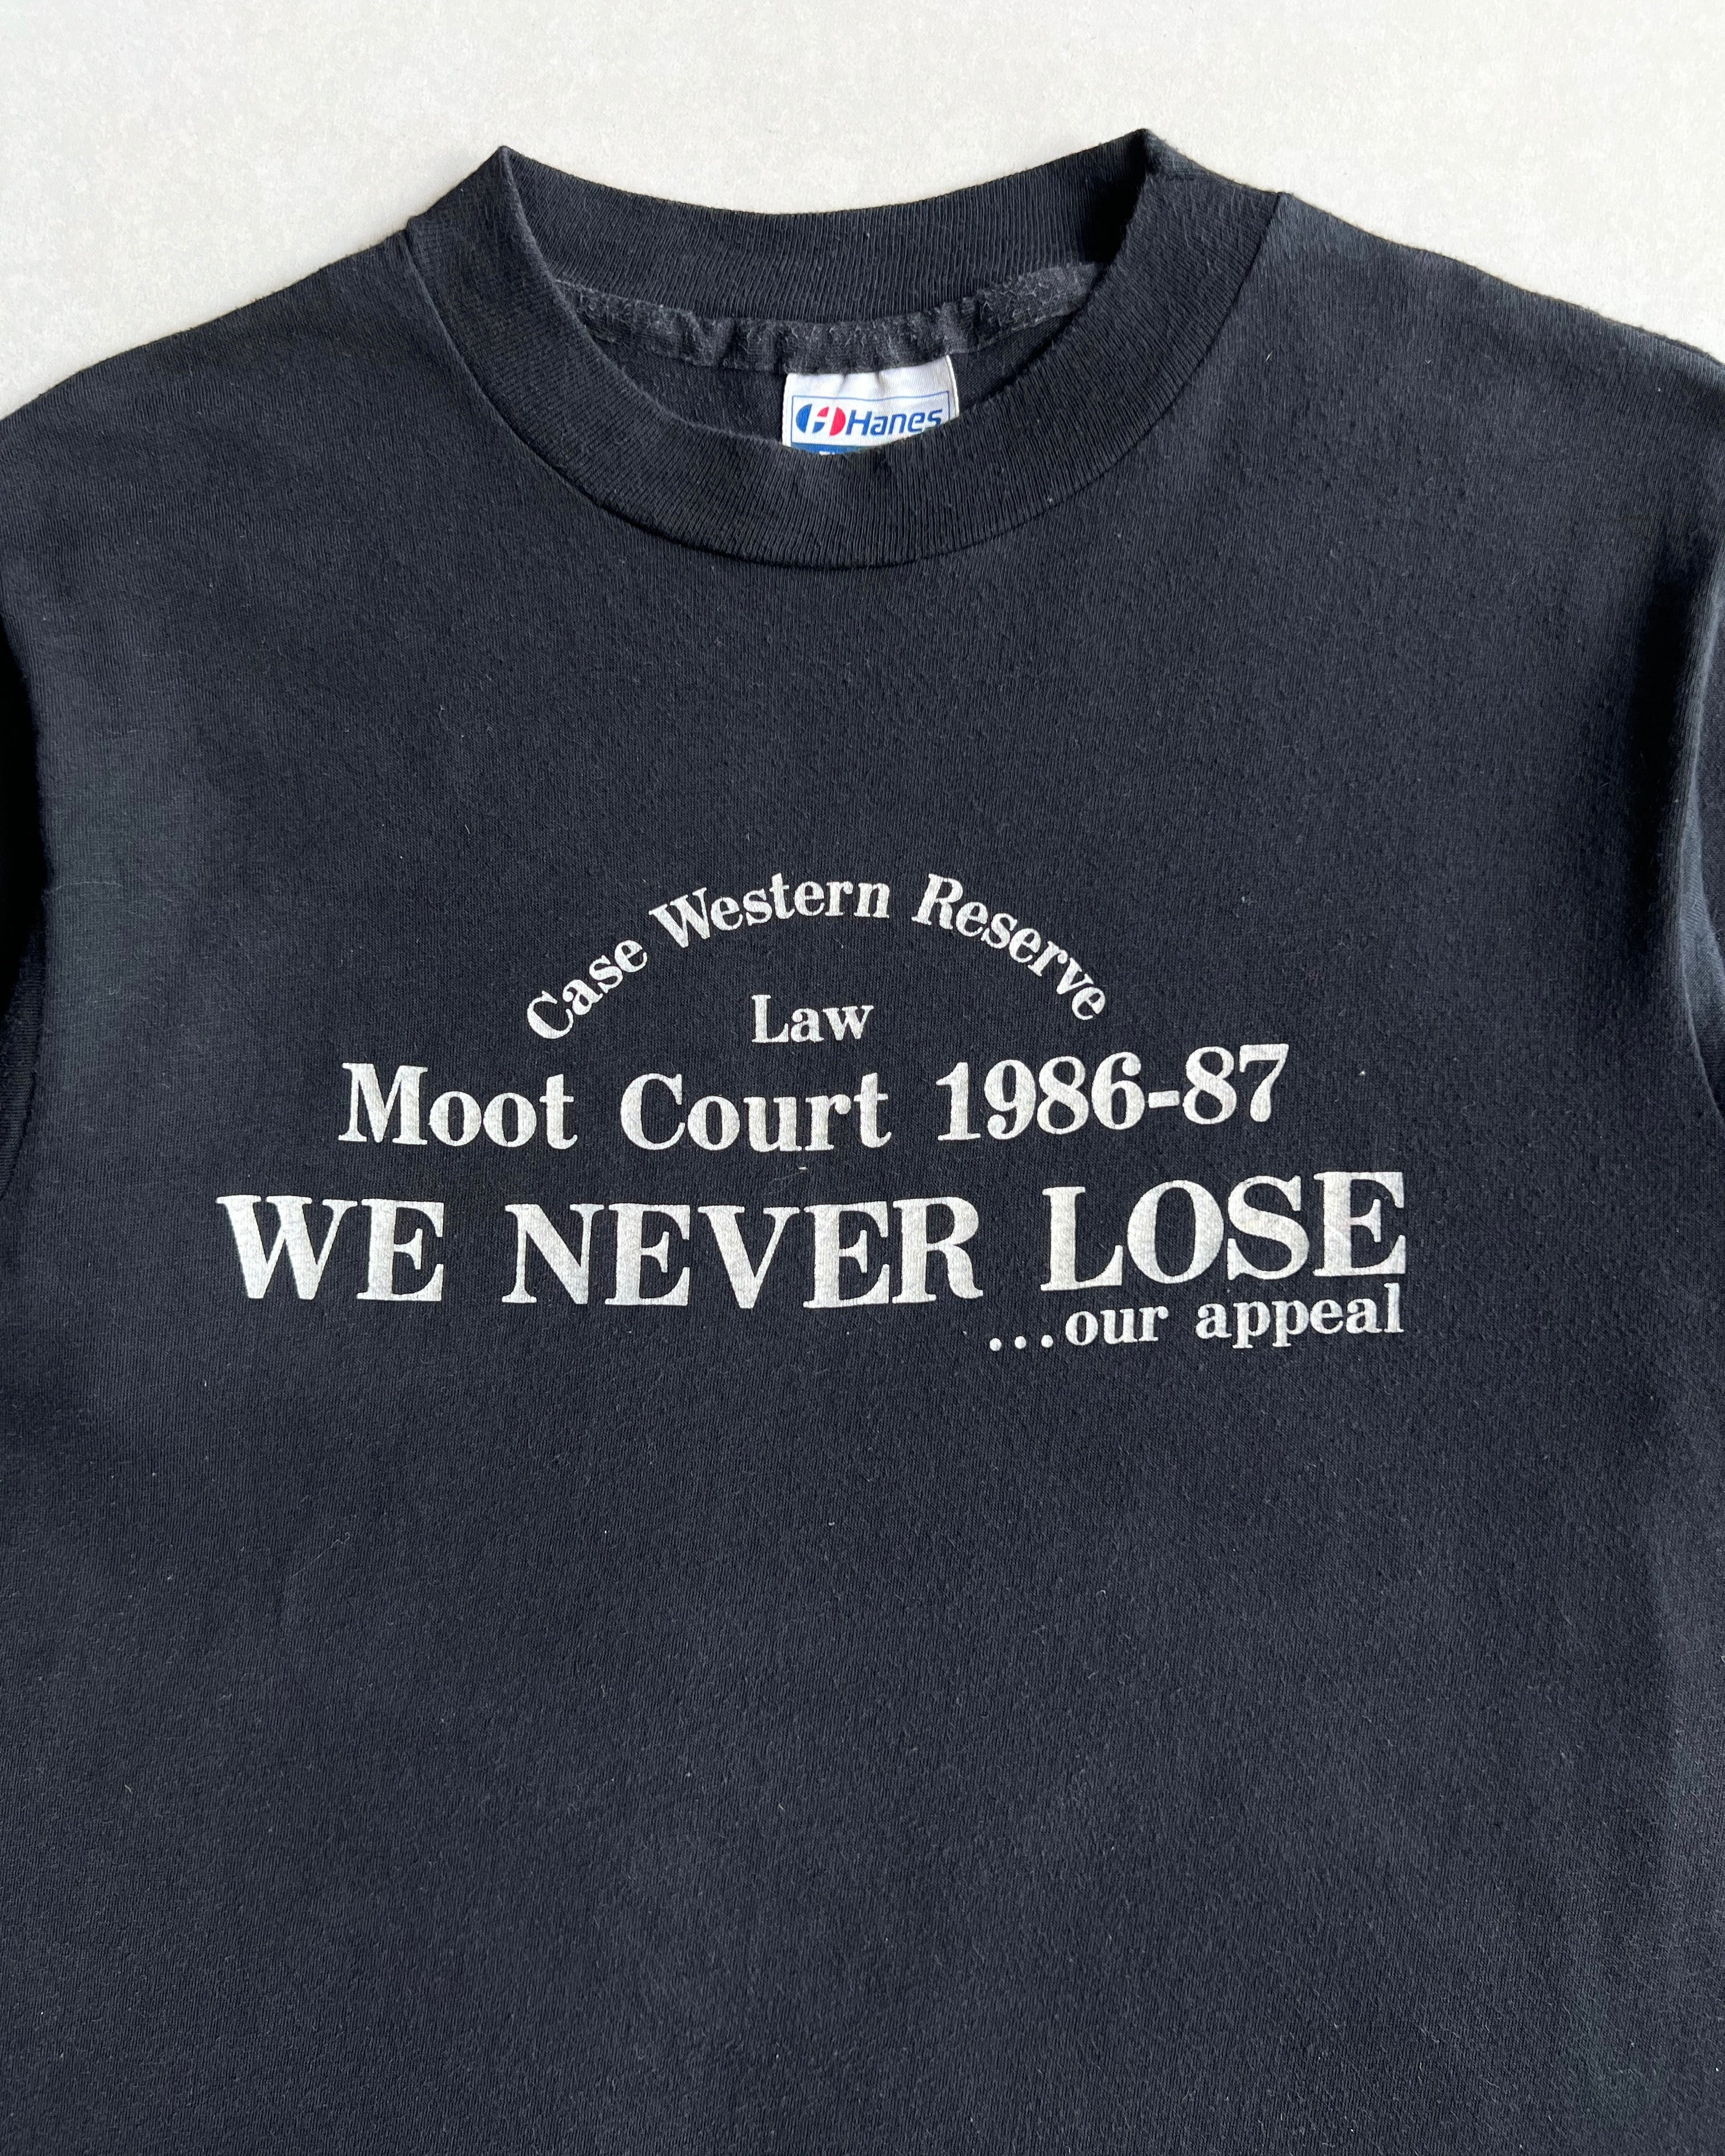 Hanes
Case Western Reserve
Law
Moot Court 1986-87
WE NEVER LOSE
...our appeal